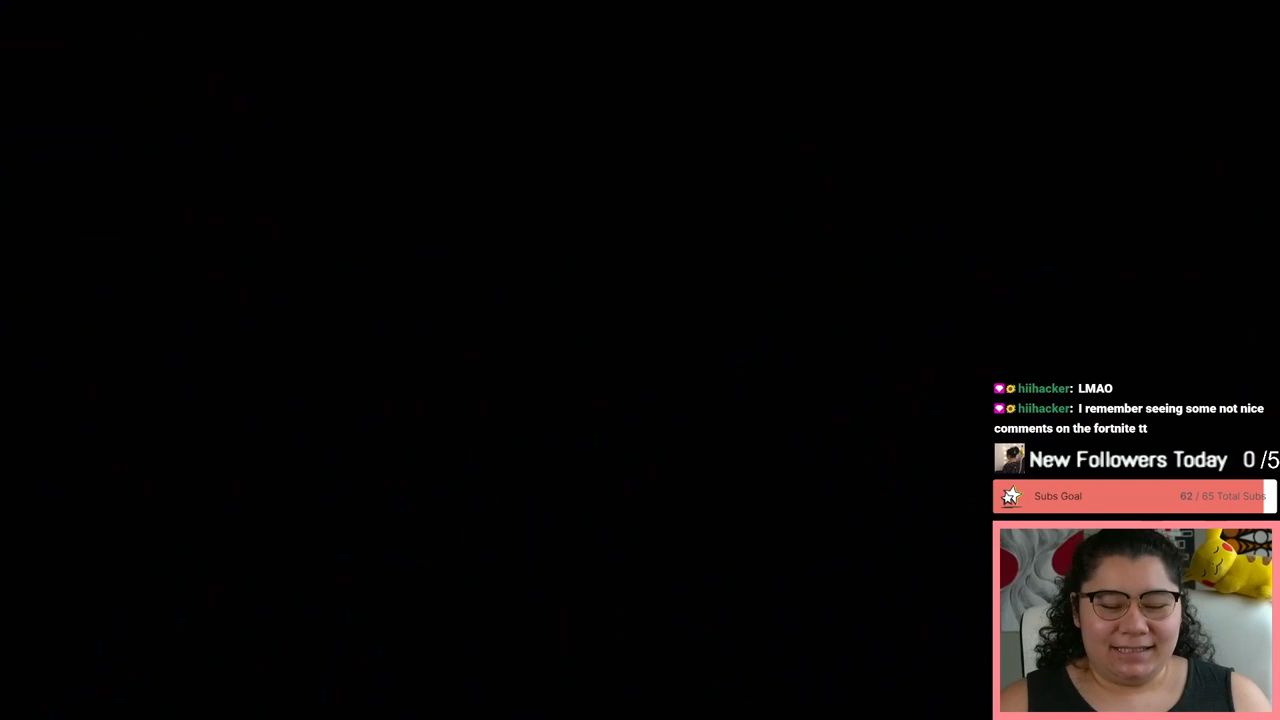 hiihacker: LMAO
hiihacker: I remember seeing some not nice
comments on the fortnite tt
New Followers Today 0 /5
Subs Goal 62 / 65 Total Subs